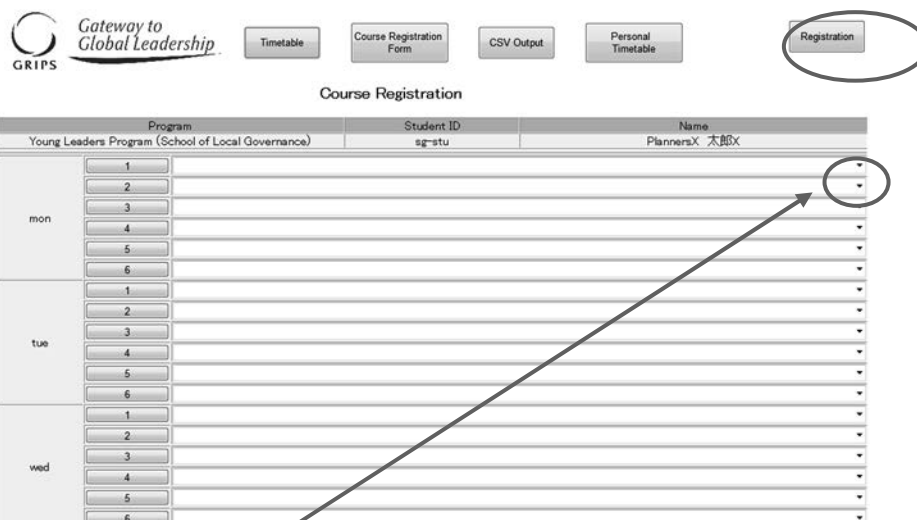 Gateway to
Global Leadership
GRIPS
Timetable
Course Registration
Form
CSV Output
Personal
Timetable
Registration
Course Registration
Program Student ID Name
Young Leaders Program (School of Local Governance) sg-stu PlannersX 太郎X
mon
1
2
3
4
5
6
tue
1
2
3
4
5
6
wed
1
2
3
4
5
6